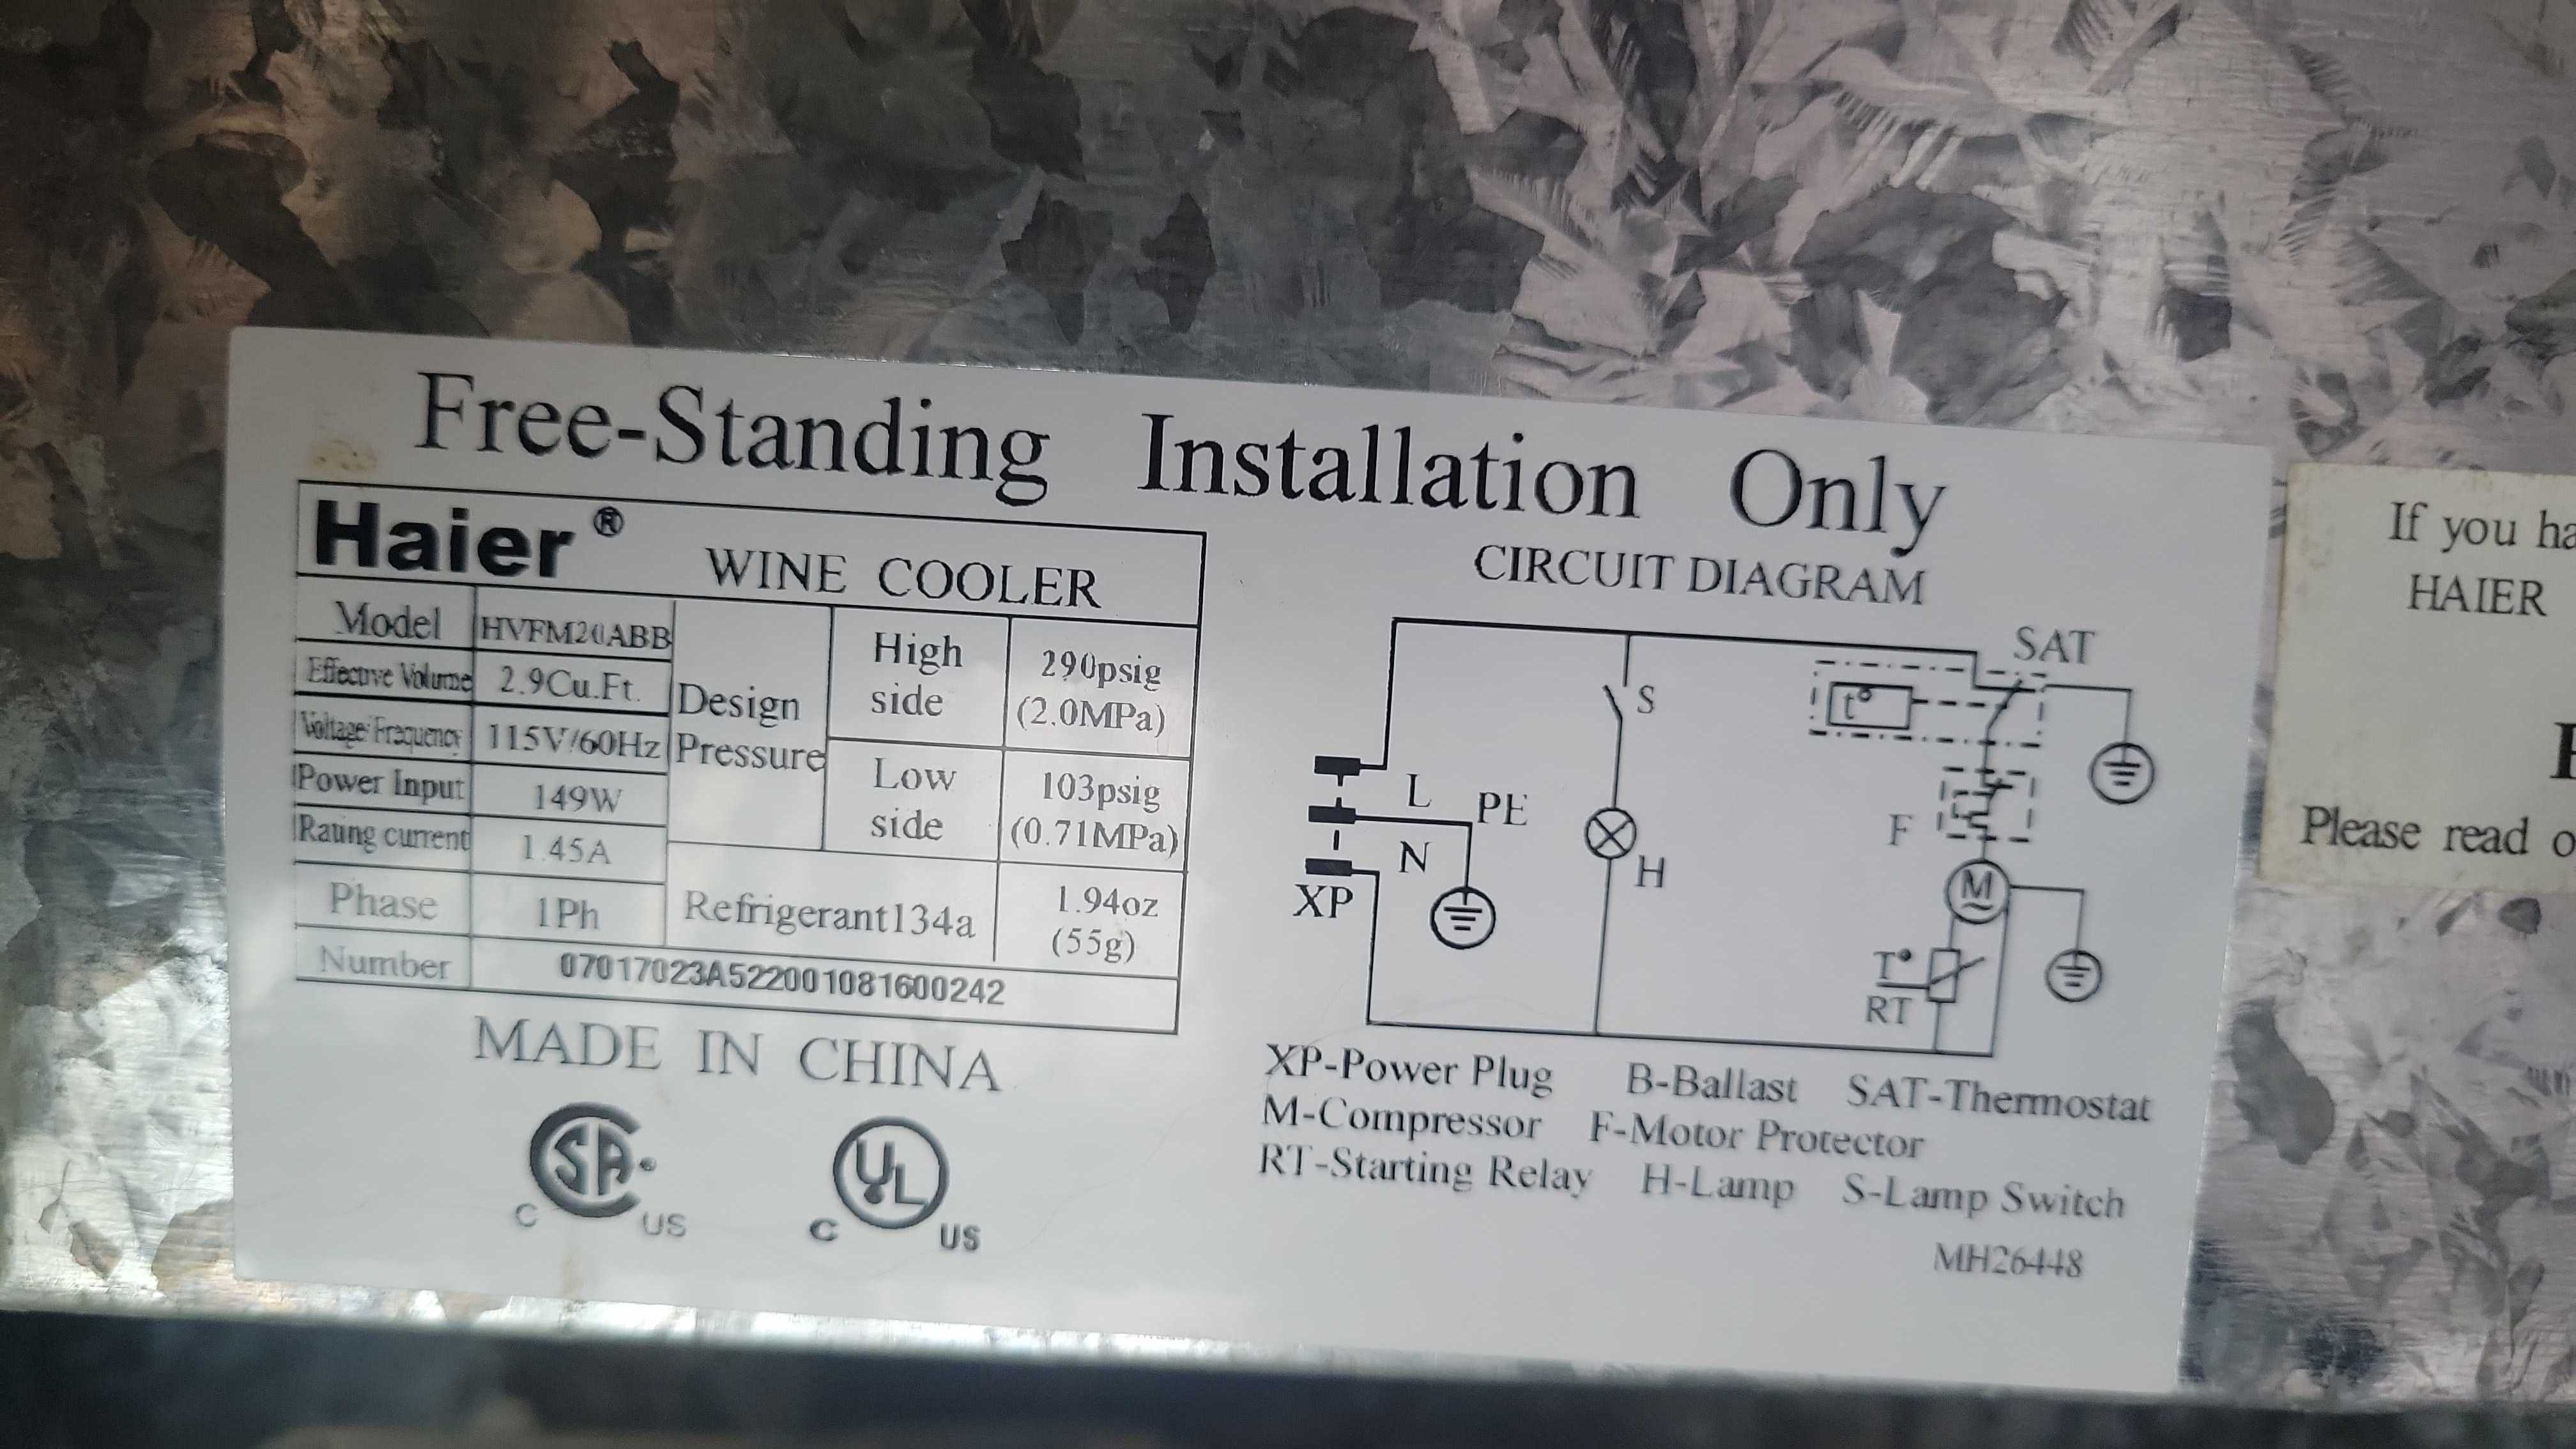 Free-Standing Installation Only
Haier® WINE COOLER
Model HVFM20ABB
Effective Volume 2.9Cu.Ft.
Voltage/Frequency 115V/60Hz
Power Input 149W
Rating current 1.45A
Phase 1Ph
Number 07017023A522001081600242
Design Pressure
High side 290psig (2.0MPa)
Low side 103psig (0.71MPa)
Refrigerant134a 1.94oz (55g)
MADE IN CHINA
CSA® C US
UL C US
CIRCUIT DIAGRAM
SAT
t°
S
L
PE
N
XP
H
F
M
T°
RT
XP-Power Plug B-Ballast SAT-Thermostat
M-Compressor F-Motor Protector
RT-Starting Relay H-Lamp S-Lamp Switch
MH26448
If you ha
HAIER
Please read o